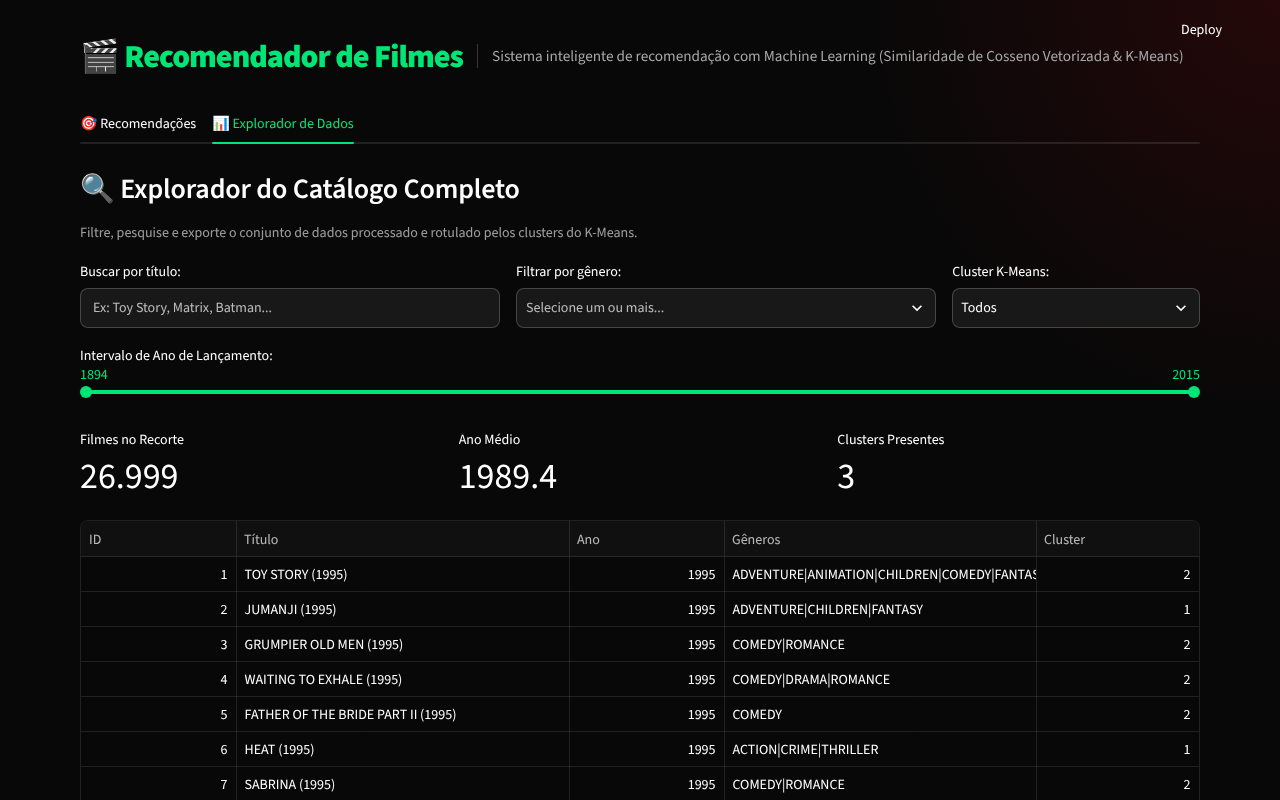 Deploy
🎬 Recomendador de Filmes
Sistema inteligente de recomendação com Machine Learning (Similaridade de Cosseno Vetorizada & K-Means)
🎯 Recomendações 📊 Explorador de Dados
🔍 Explorador do Catálogo Completo
Filtre, pesquise e exporte o conjunto de dados processado e rotulado pelos clusters do K-Means.
Buscar por título: Filtrar por gênero: Cluster K-Means:
Ex: Toy Story, Matrix, Batman... Selecione um ou mais... Todos
Intervalo de Ano de Lançamento:
1894 2015
Filmes no Recorte Ano Médio Clusters Presentes
26.999 1989.4 3
ID Título Ano Gêneros Cluster
1 TOY STORY (1995) 1995 ADVENTURE|ANIMATION|CHILDREN|COMEDY|FANTAS 2
2 JUMANJI (1995) 1995 ADVENTURE|CHILDREN|FANTASY 1
3 GRUMPIER OLD MEN (1995) 1995 COMEDY|ROMANCE 2
4 WAITING TO EXHALE (1995) 1995 COMEDY|DRAMA|ROMANCE 2
5 FATHER OF THE BRIDE PART II (1995) 1995 COMEDY 2
6 HEAT (1995) 1995 ACTION|CRIME|THRILLER 1
7 SABRINA (1995) 1995 COMEDY|ROMANCE 2